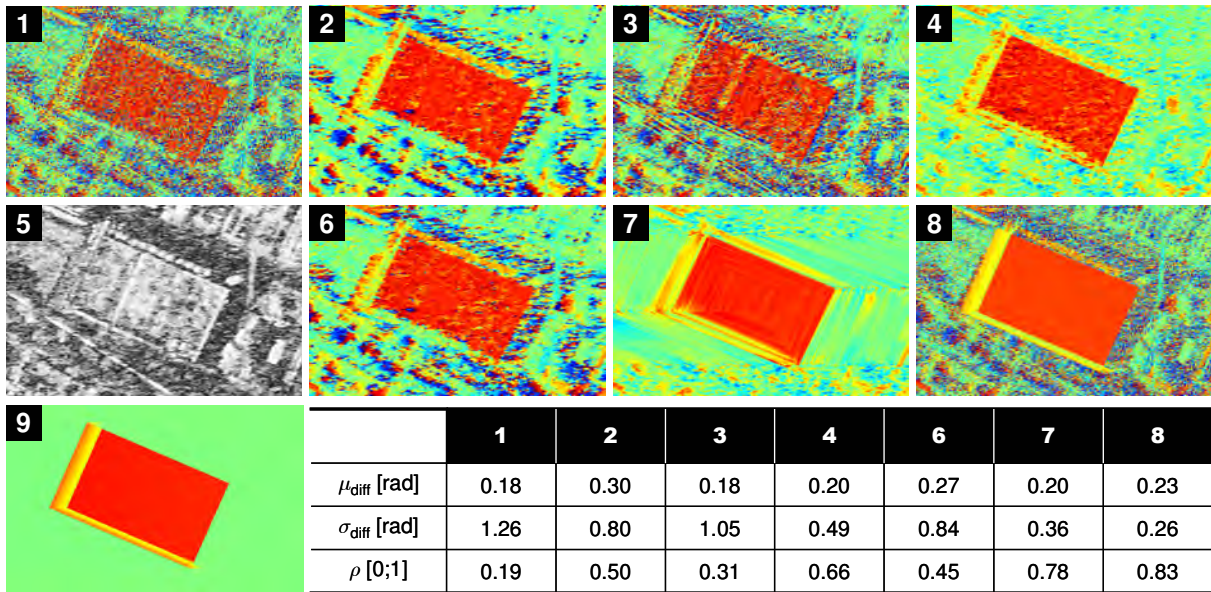 1 2 3 4
5 6 7 8
9
1 2 3 4 6 7 8
μdiff [rad] 0.18 0.30 0.18 0.20 0.27 0.20 0.23
σdiff [rad] 1.26 0.80 1.05 0.49 0.84 0.36 0.26
ρ [0;1] 0.19 0.50 0.31 0.66 0.45 0.78 0.83